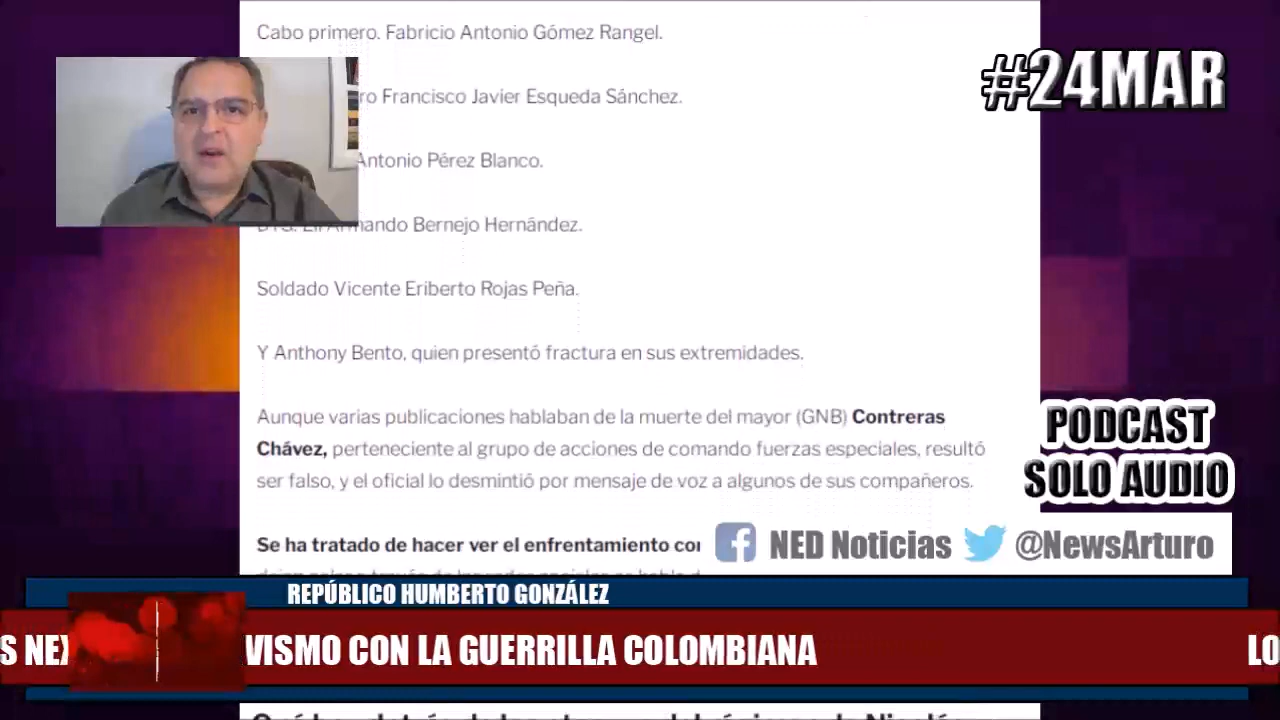 Cabo primero. Fabricio Antonio Gómez Rangel.
#24MAR
Francisco Javier Esqueda Sánchez.
Antonio Pérez Blanco.
Bernejo Hernández.
Soldado Vicente Eriberto Rojas Peña.
Y Anthony Bento, quien presentó fractura en sus extremidades.
Aunque varias publicaciones hablaban de la muerte del mayor (GNB) Contreras
Chávez, perteneciente al grupo de acciones de comando fuerzas especiales, resultó
ser falso, y el oficial lo desmintió por mensaje de voz a algunos de sus compañeros.
PODCAST
SOLO AUDIO
Se ha tratado de hacer ver el enfrentamiento
NED Noticias @NewsArturo
REPÚBLICO HUMBERTO GONZÁLEZ
VISMO CON LA GUERRILLA COLOMBIANA
LO